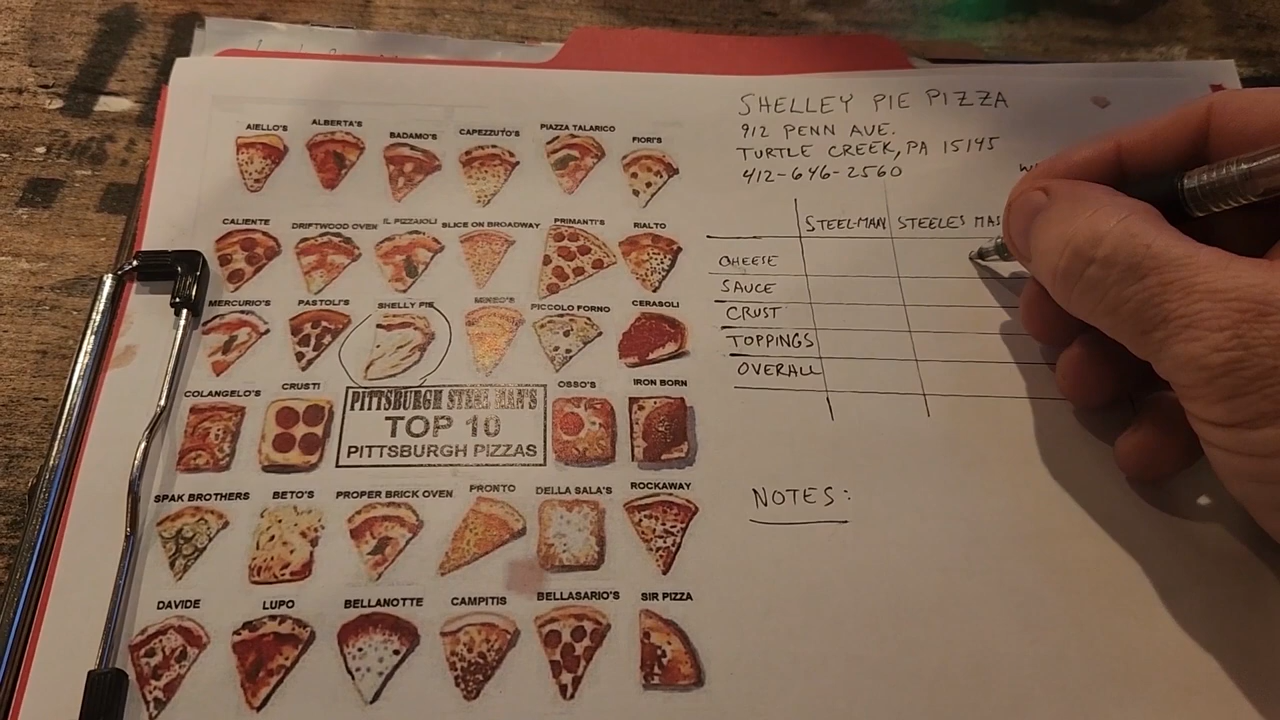 AIELLO'S ALBERTA'S BADAMO'S CAPEZZUTO'S PIAZZA TALARICO FIORI'S
CALIENTE DRIFTWOOD OVEN IL PIZZAIOLI SLICE ON BROADWAY PRIMANTI'S RIALTO
MERCURIO'S PASTOLI'S SHELLY PIE MINEO'S PICCOLO FORNO CERASOLI
COLANGELO'S CRUSTI OSSO'S IRON BORN
PITTSBURGH STEEL MAN'S
TOP 10
PITTSBURGH PIZZAS
SPAK BROTHERS BETO'S PROPER BRICK OVEN PRONTO DELLA SALA'S ROCKAWAY
DAVIDE LUPO BELLANOTTE CAMPITIS BELLASARIO'S SIR PIZZA
SHELLEY PIE PIZZA
912 PENN AVE.
TURTLE CREEK, PA 15145
412-646-2560
STEEL-MAN STEELES MAS
CHEESE
SAUCE
CRUST
TOPPINGS
OVERALL
NOTES: